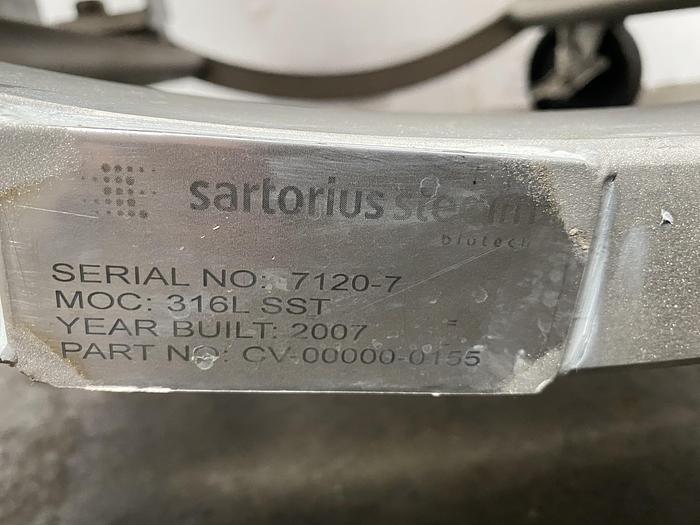 sartorius stedim
biotech
SERIAL NO: 7120-7
MOC: 316L SST
YEAR BUILT: 2007
PART NO: CV-00000-0155